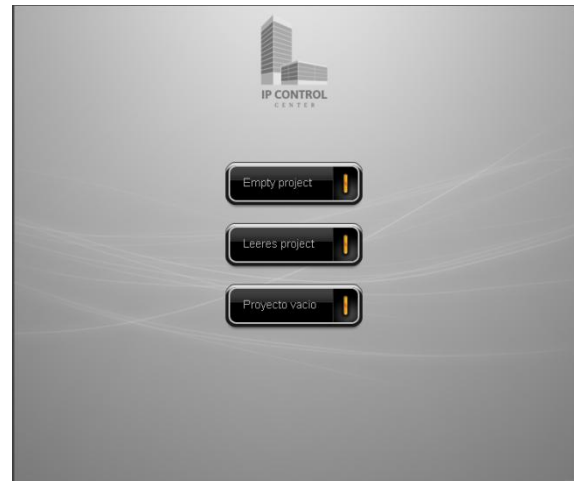 IP CONTROL
CENTER
Empty project
Leeres project
Proyecto vacio